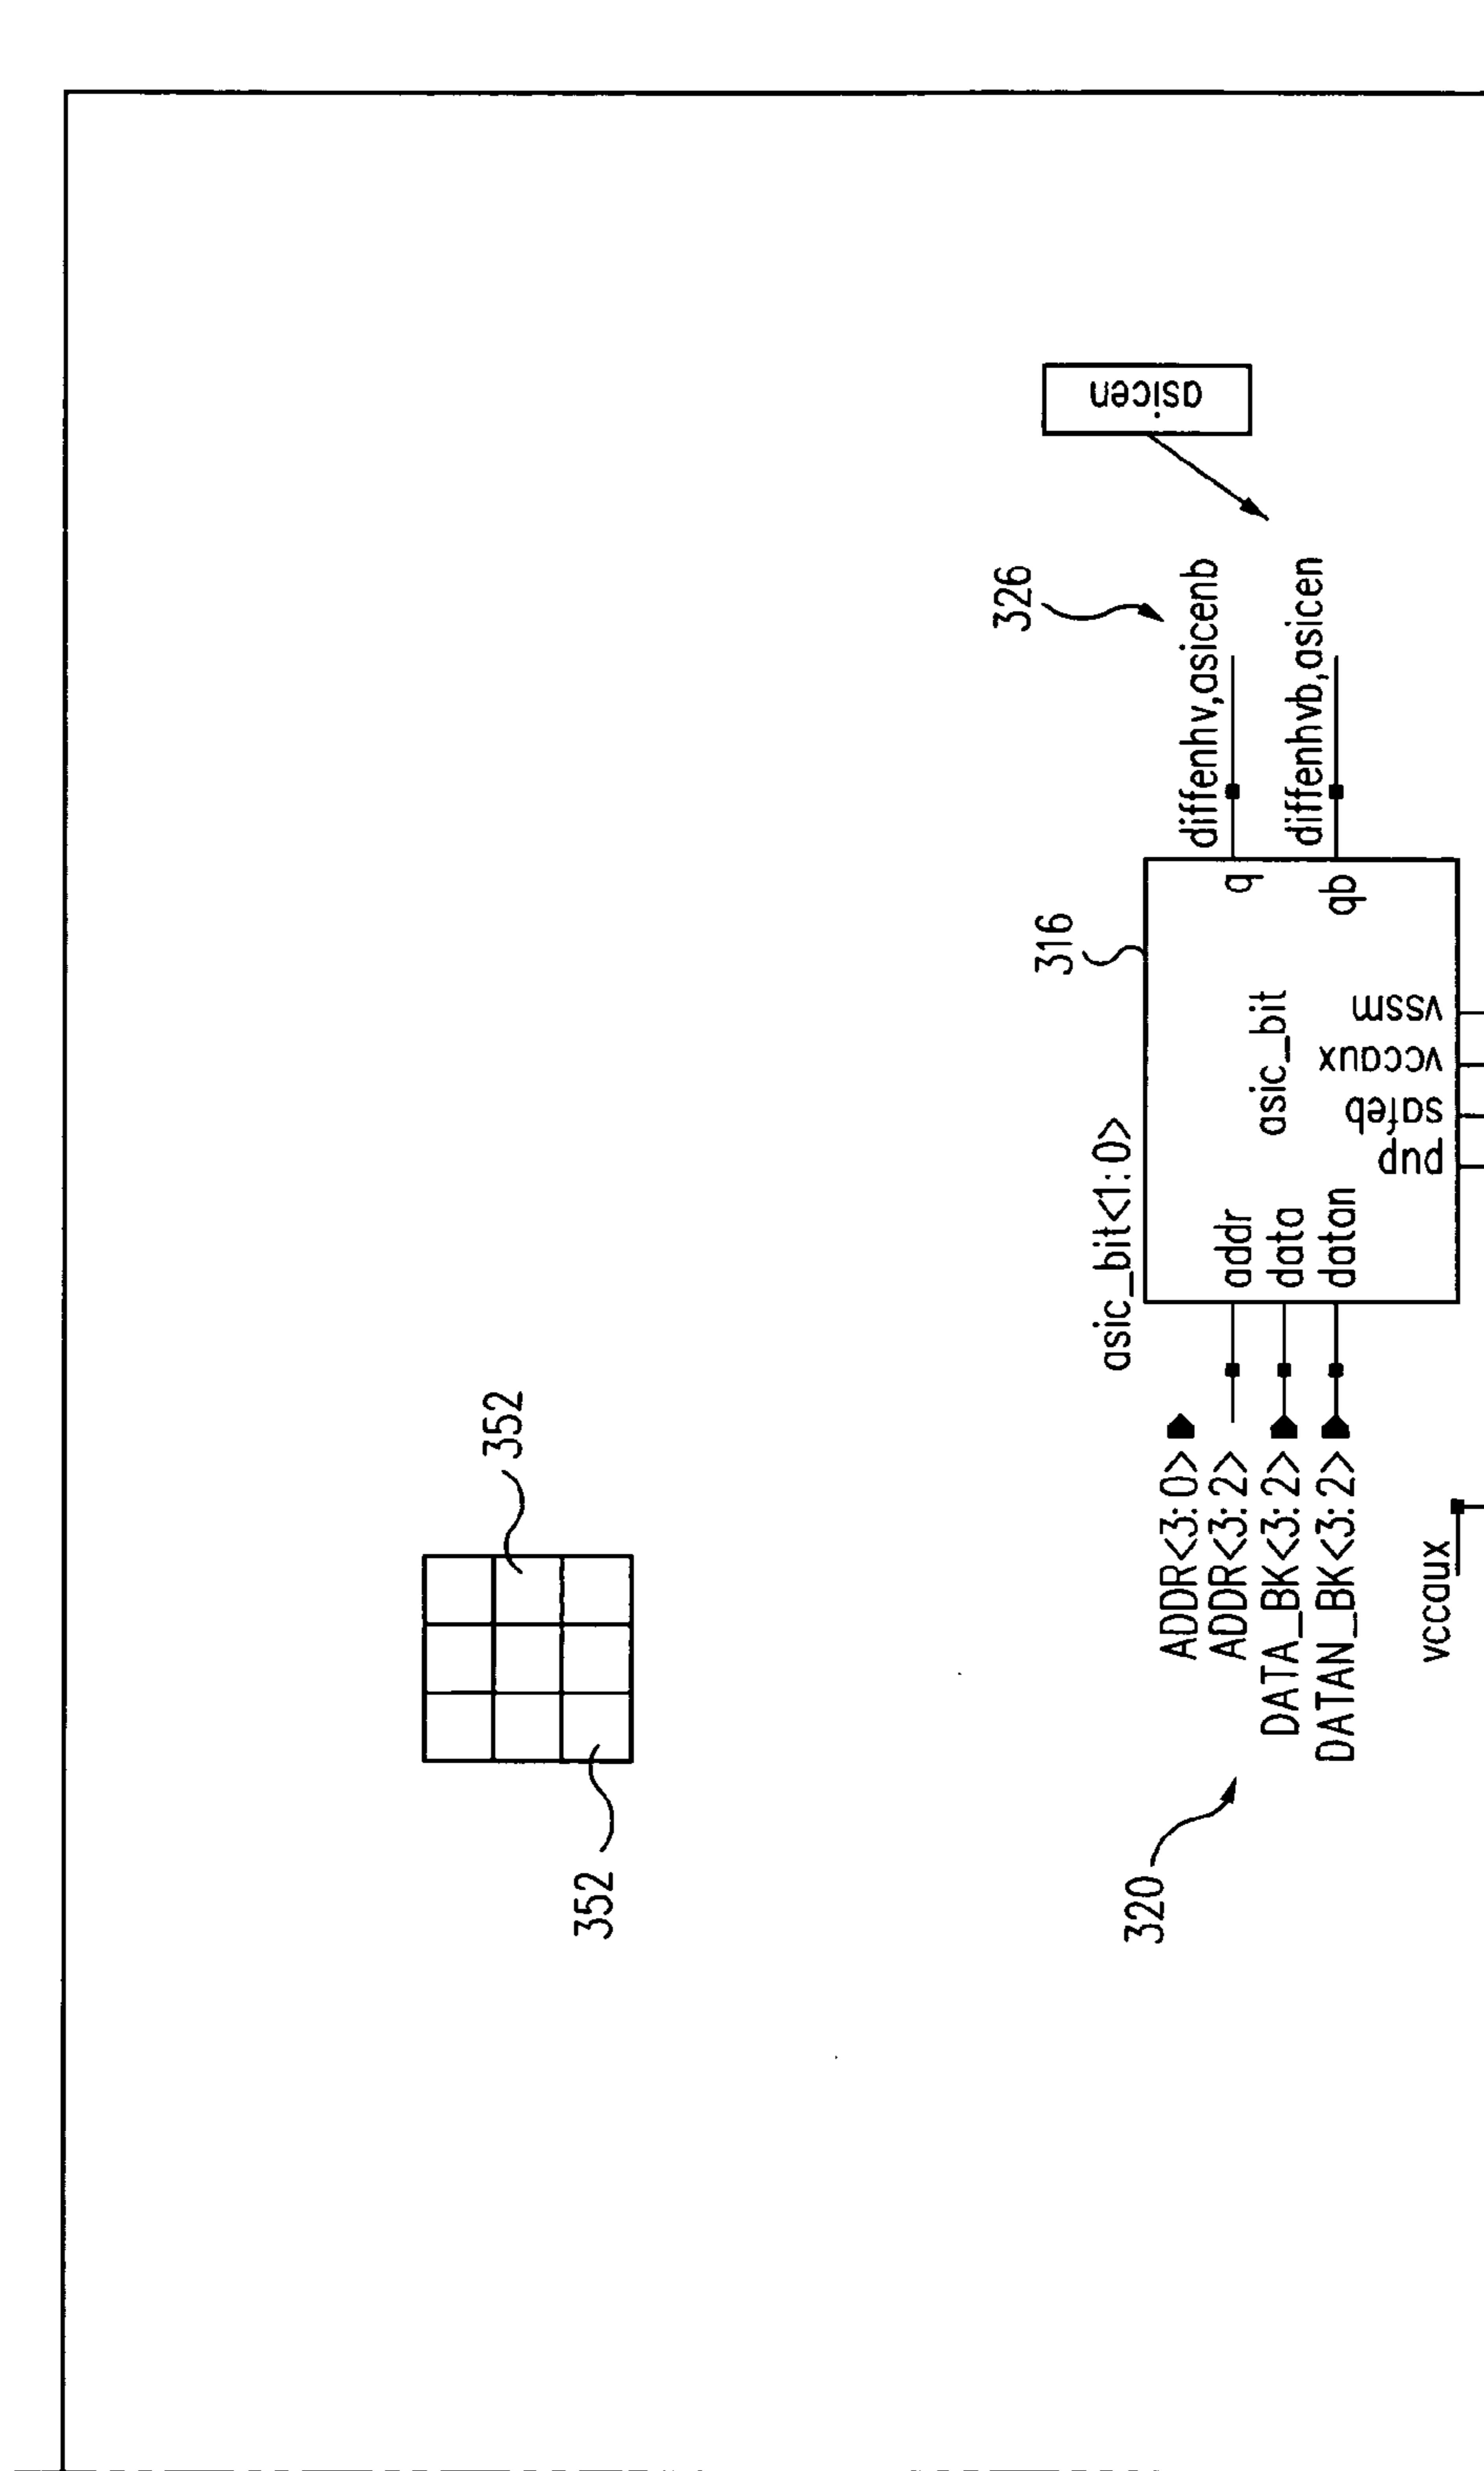 352
352
326
asicen
diffenhv,asicenb
diffenhvb,asicen
316
asic_bit<1:0>
q
qb
asic_bit
addr
data
datan
pup
safeb
vccaux
vssm
ADDR<3:0>
ADDR<3:2>
DATA_BK<3:2>
DATAN_BK<3:2>
320
vccaux